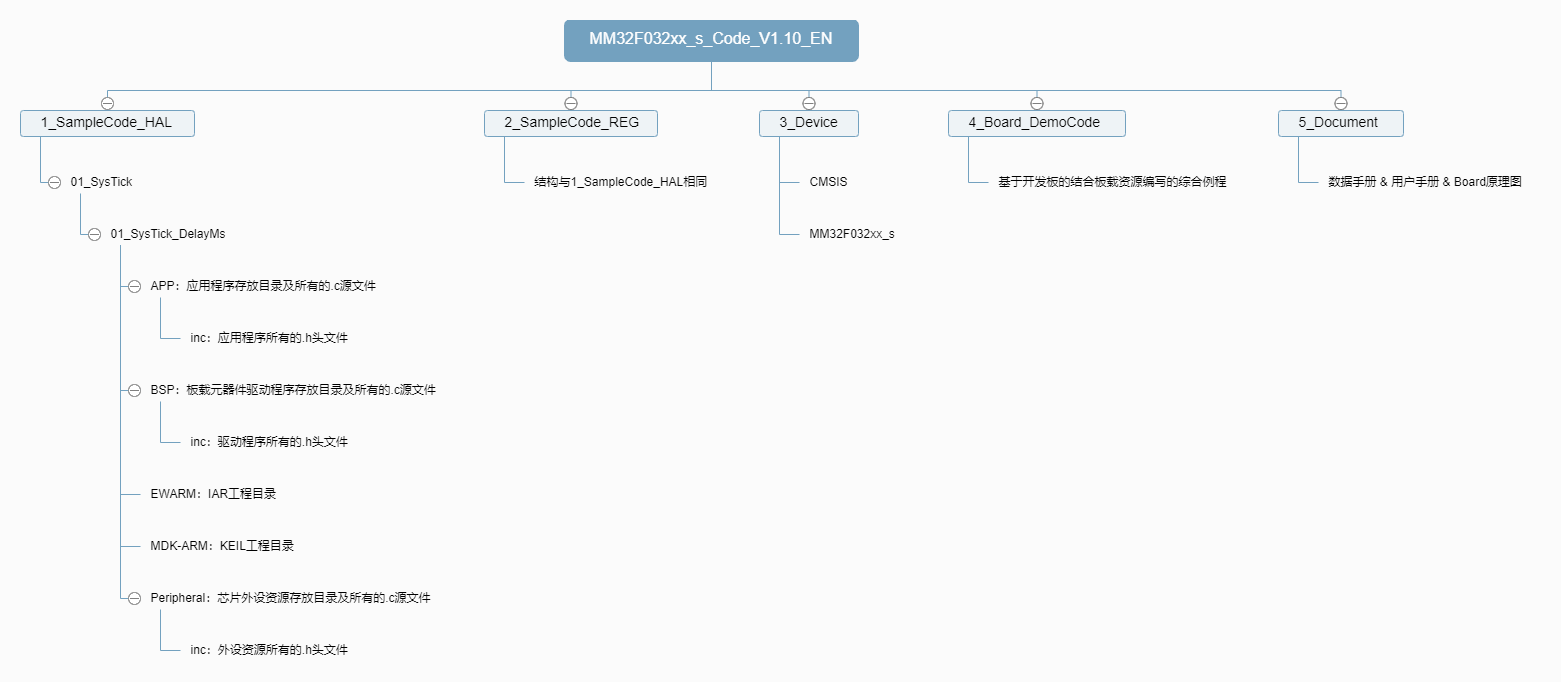 MM32F032xx_s_Code_V1.10_EN
1_SampleCode_HAL
2_SampleCode_REG
3_Device
4_Board_DemoCode
5_Document
01_SysTick
结构与1_SampleCode_HAL相同
CMSIS
基于开发板的结合板载资源编写的综合例程
数据手册 & 用户手册 & Board原理图
01_SysTick_DelayMs
MM32F032xx_s
APP：应用程序存放目录及所有的.c源文件
inc：应用程序所有的.h头文件
BSP：板载元器件驱动程序存放目录及所有的.c源文件
inc：驱动程序所有的.h头文件
EWARM：IAR工程目录
MDK-ARM：KEIL工程目录
Peripheral：芯片外设资源存放目录及所有的.c源文件
inc：外设资源所有的.h头文件